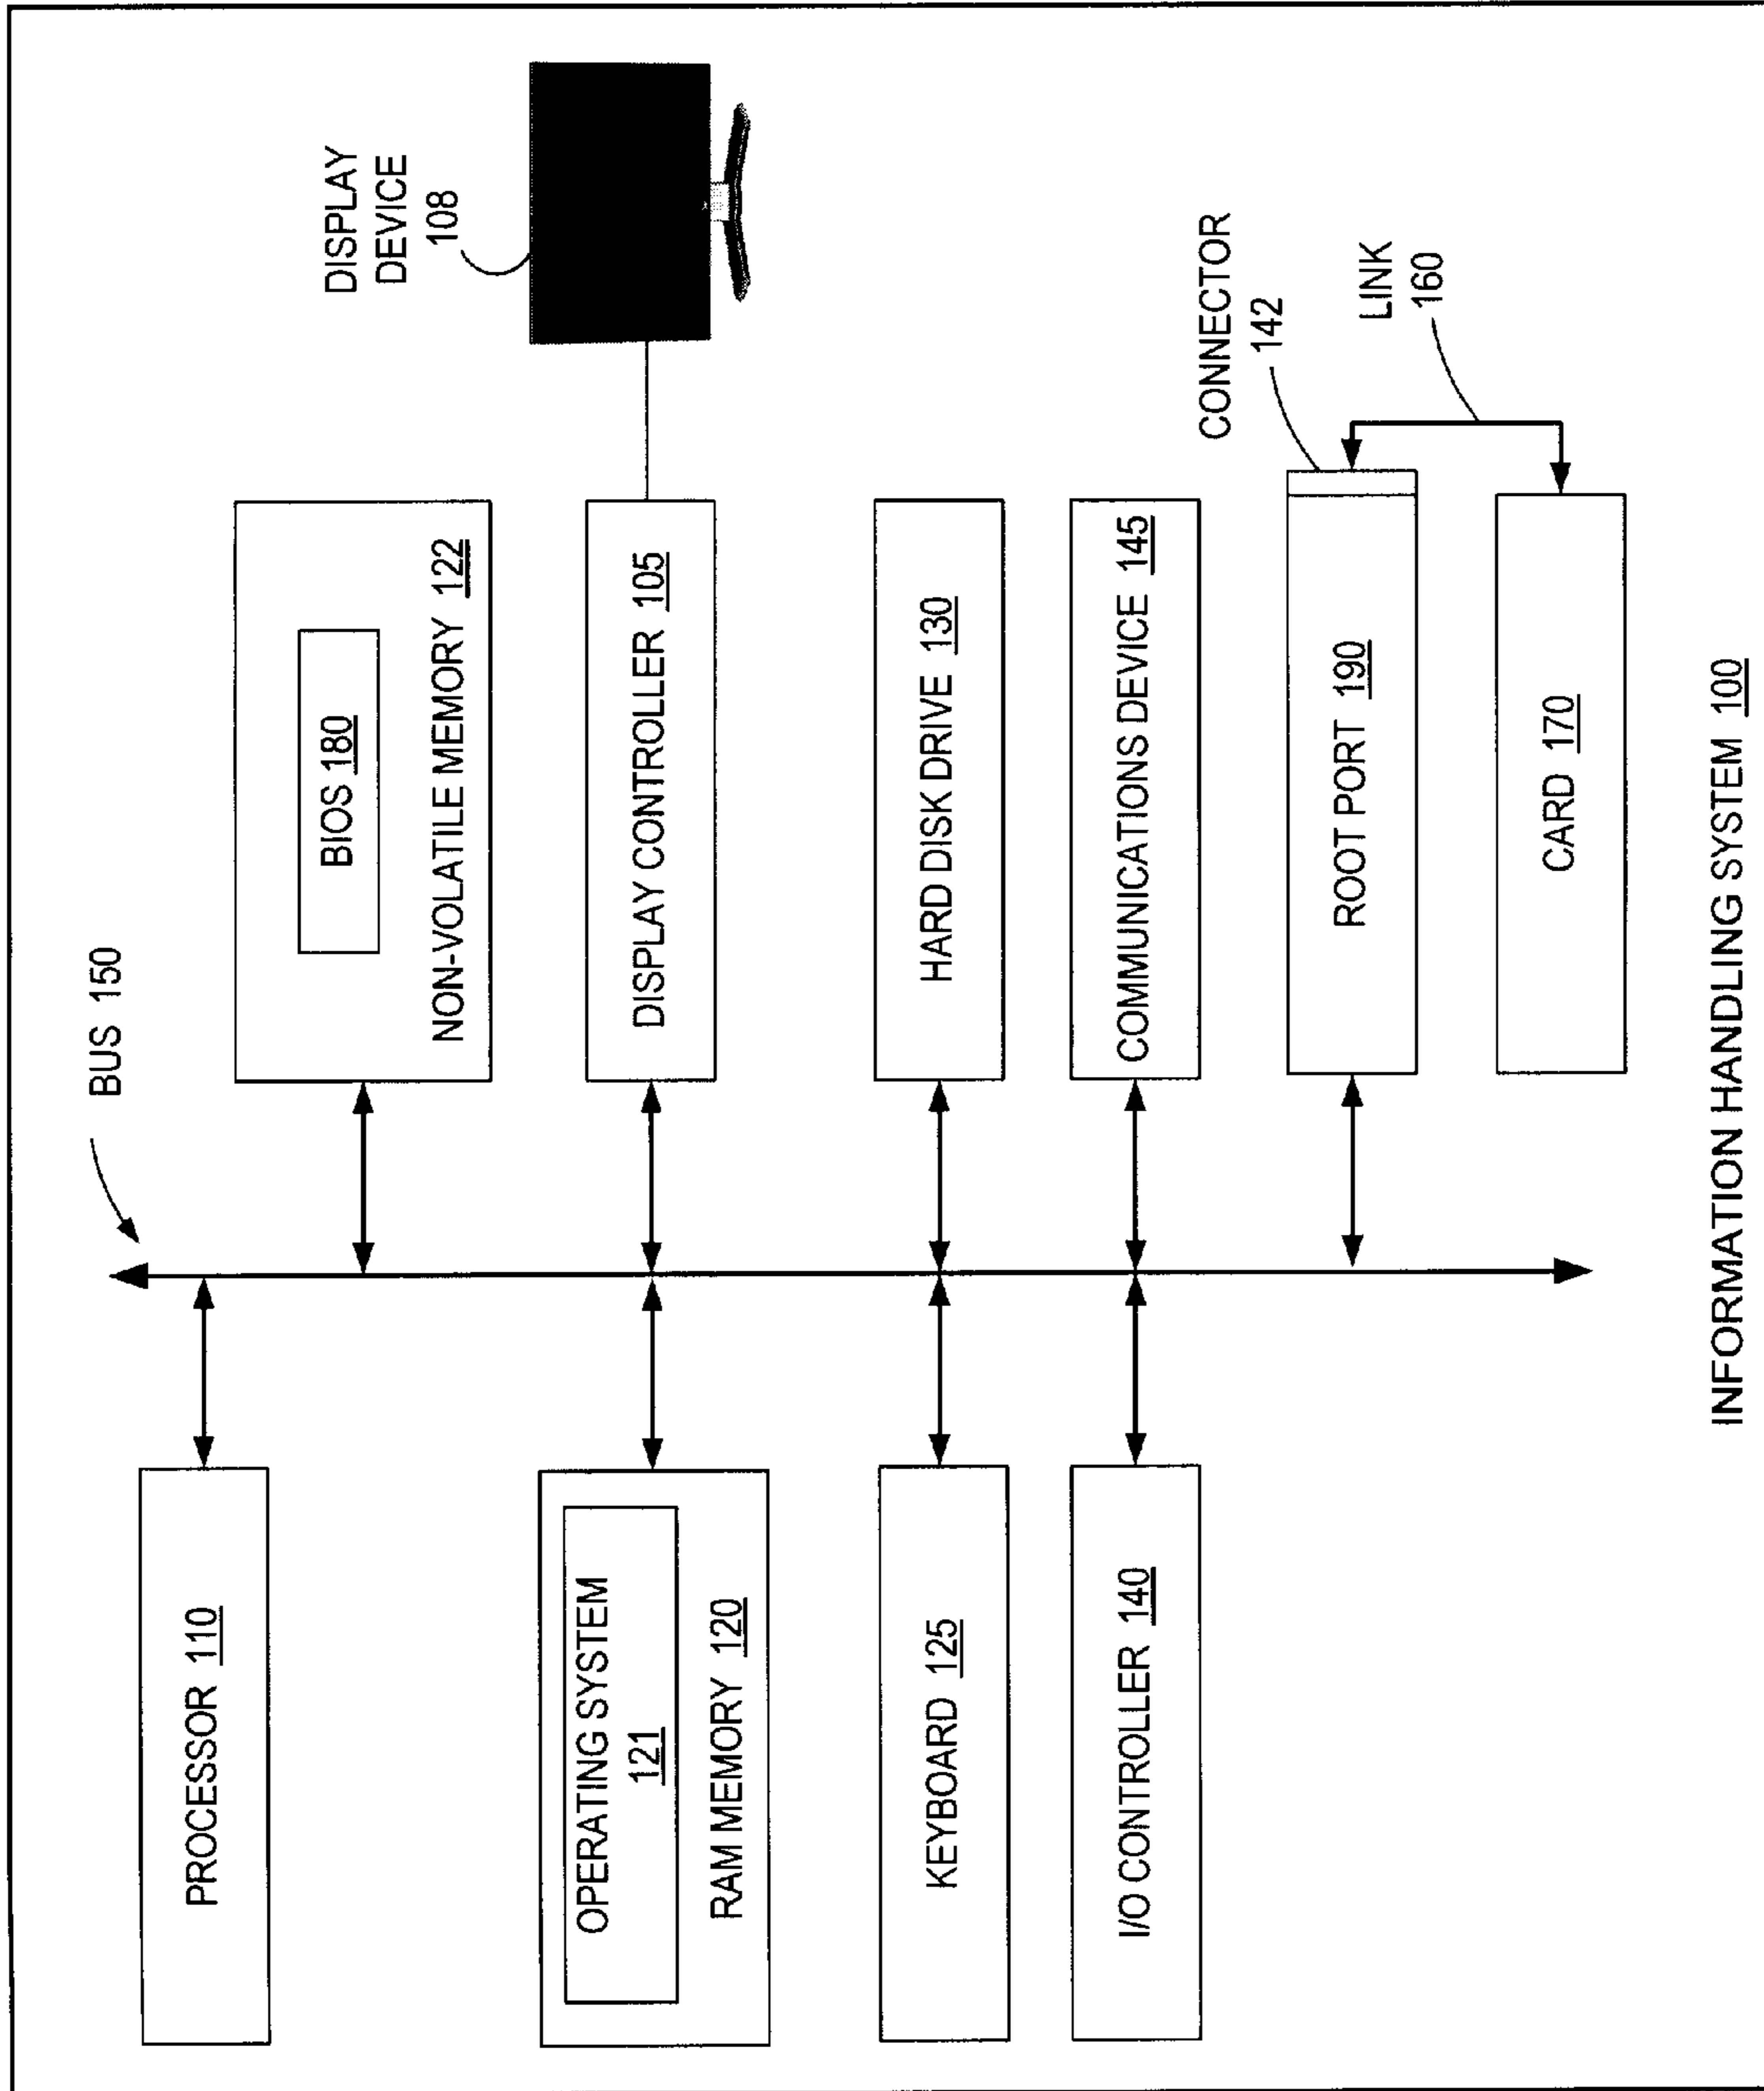 BUS 150
PROCESSOR 110
BIOS 180
NON-VOLATILE MEMORY 122
DISPLAY
DEVICE
108
OPERATING SYSTEM
121
RAM MEMORY 120
DISPLAY CONTROLLER 105
KEYBOARD 125
HARD DISK DRIVE 130
I/O CONTROLLER 140
COMMUNICATIONS DEVICE 145
CONNECTOR
142
ROOT PORT 190
LINK
160
CARD 170
INFORMATION HANDLING SYSTEM 100